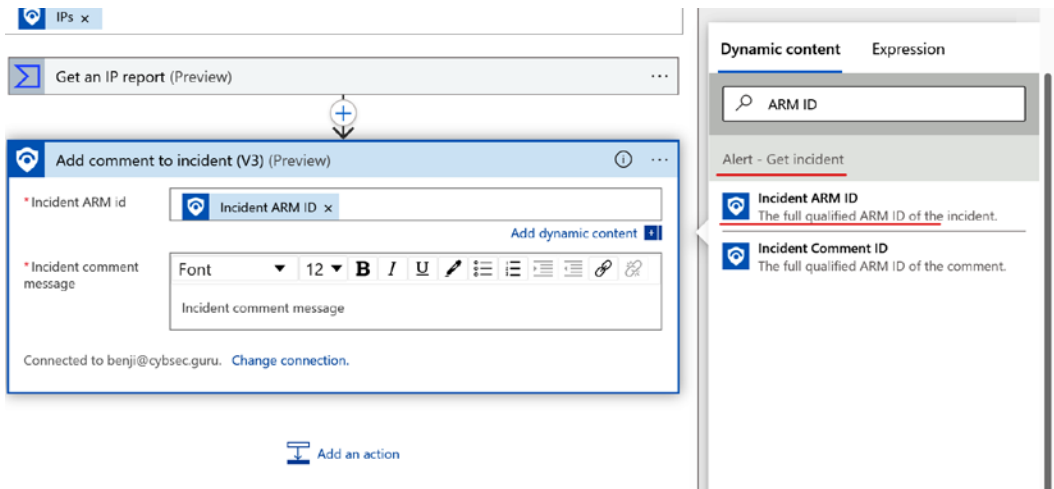 IPs ×
Get an IP report (Preview)
Add comment to incident (V3) (Preview)
* Incident ARM id
Incident ARM ID ×
Add dynamic content
* Incident comment
message
Font 12 B I U
Incident comment message
Connected to benji@cybsec.guru. Change connection.
Add an action
Dynamic content Expression
ARM ID
Alert - Get incident
Incident ARM ID
The full qualified ARM ID of the incident.
Incident Comment ID
The full qualified ARM ID of the comment.